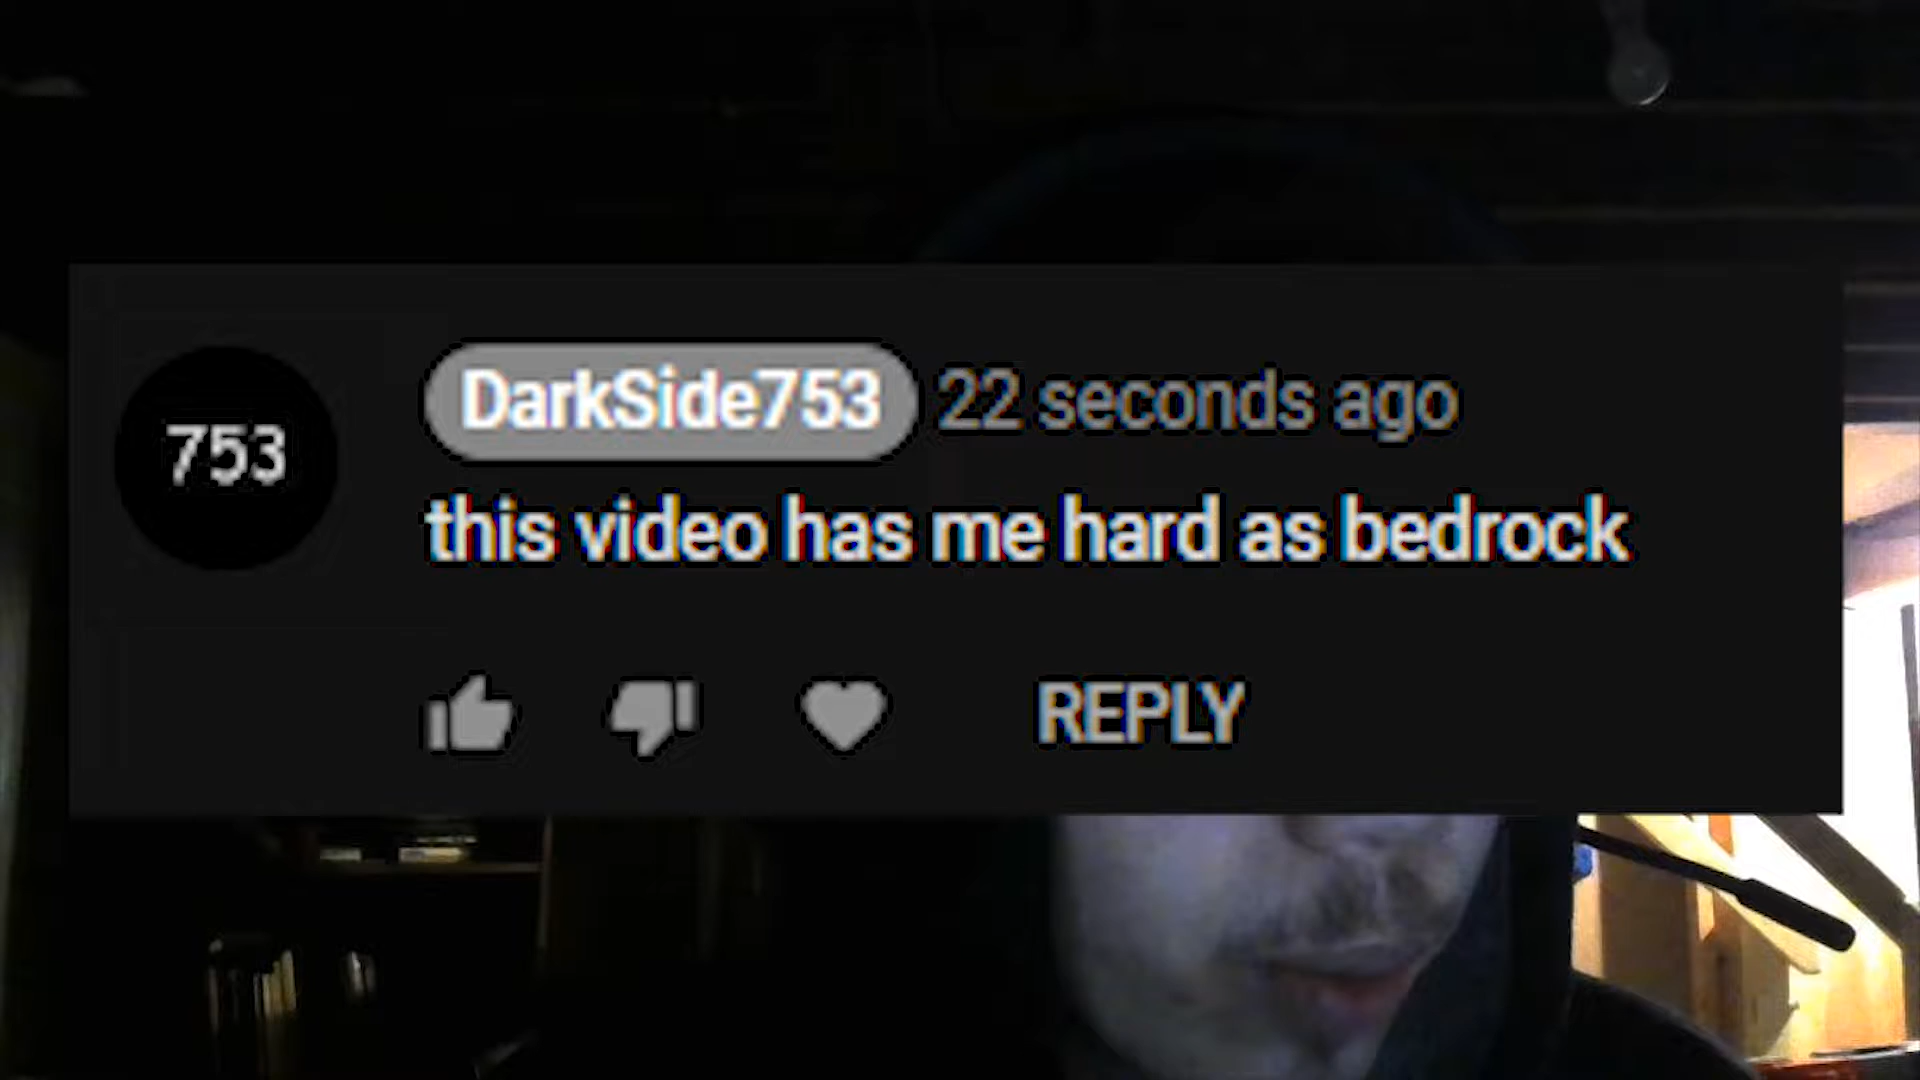 753
DarkSide753 22 seconds ago
this video has me hard as bedrock
REPLY